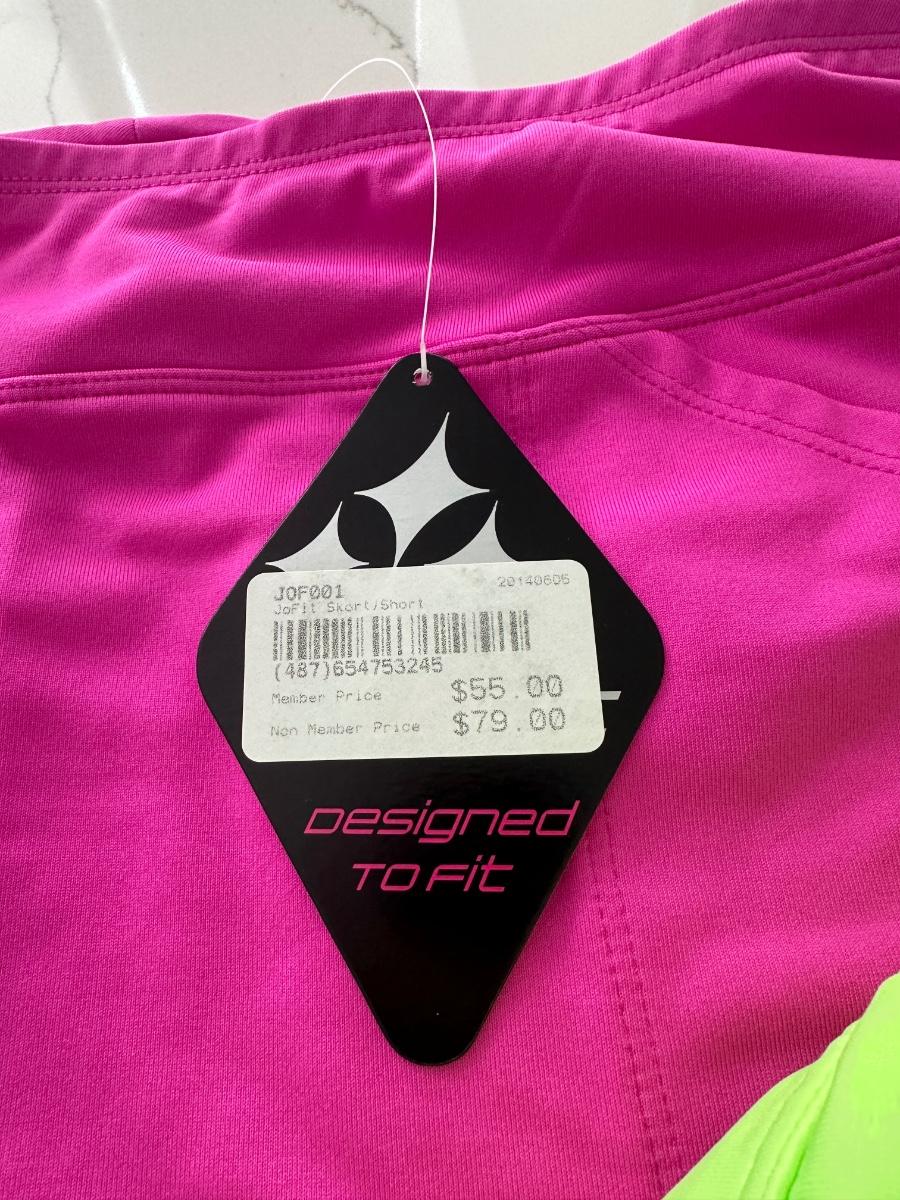 JOF001
20140605
JoFit Skort/Short
(487)654753245
Member Price $55.00
Non Member Price $79.00
Designed
TO Fit